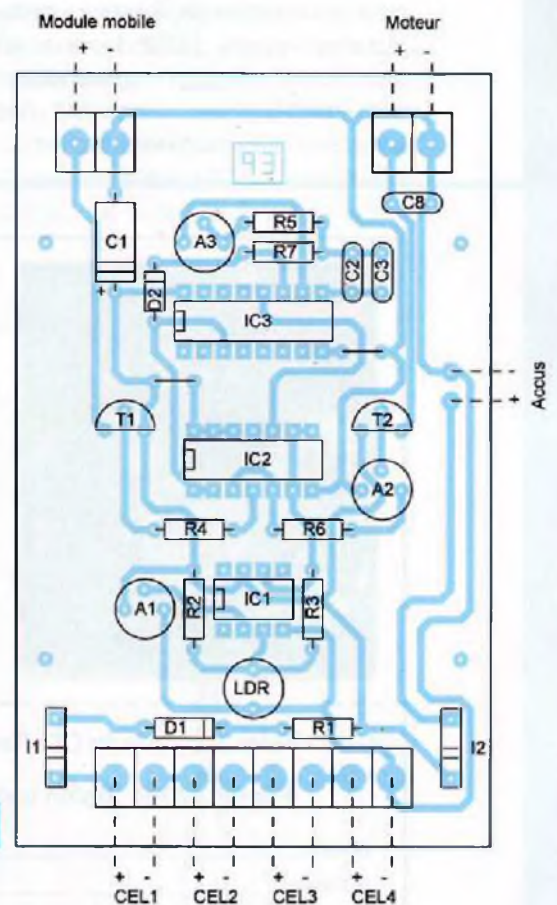 Module mobile
Moteur
+ -
+ -
93
C8
C1
+
A3
R5
R7
C2
C3
D2
IC3
- Accus
+
T1
T2
IC2
A2
R4
R6
A1
R2
IC1
R3
LDR
I1
D1
R1
I2
+ - + - + - + -
CEL1 CEL2 CEL3 CEL4